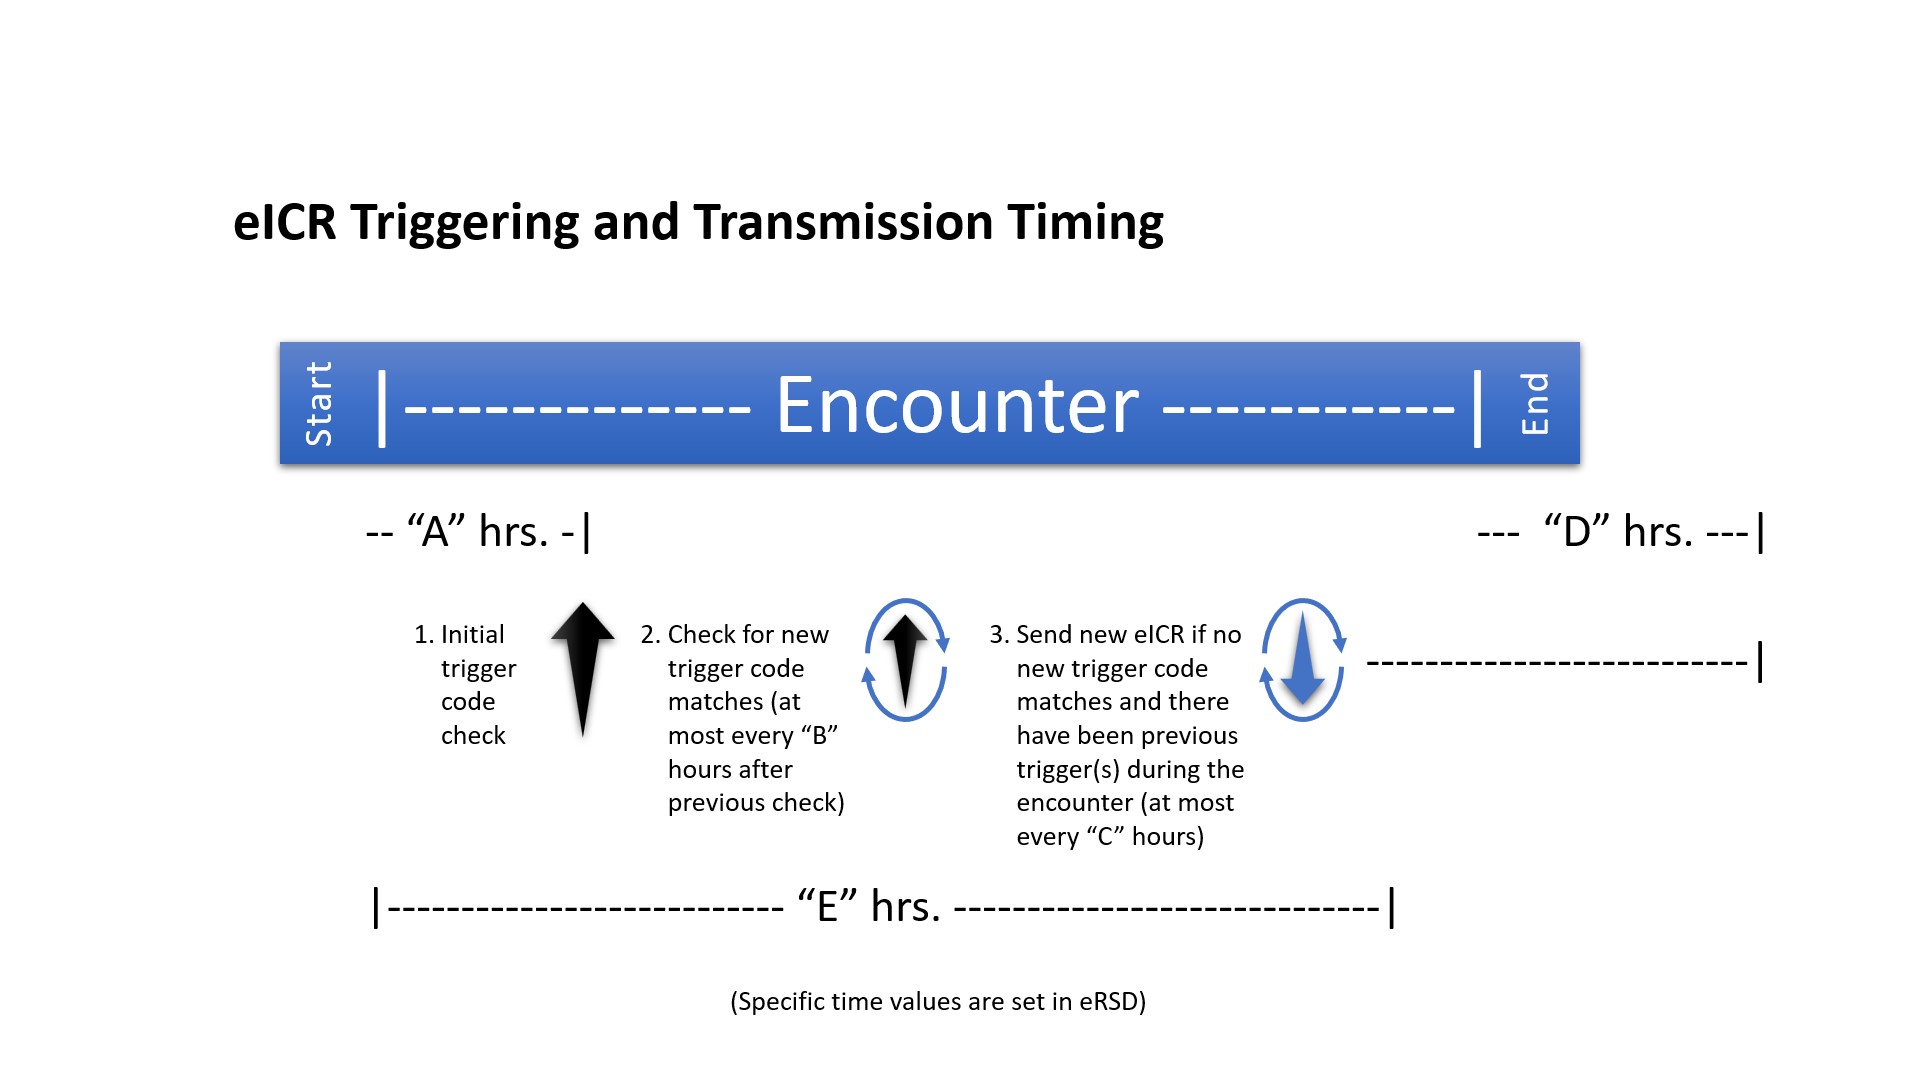 eICR Triggering and Transmission Timing
Start |------------- Encounter -----------| End
-- “A” hrs. -|
---  “D” hrs. ---|
1. Initial
trigger
code
check
2. Check for new
trigger code
matches (at
most every “B”
hours after
previous check)
3. Send new eICR if no
new trigger code
matches and there
have been previous
trigger(s) during the
encounter (at most
every “C” hours)
--------------------------|
|--------------------------- “E” hrs. -----------------------------|
(Specific time values are set in eRSD)